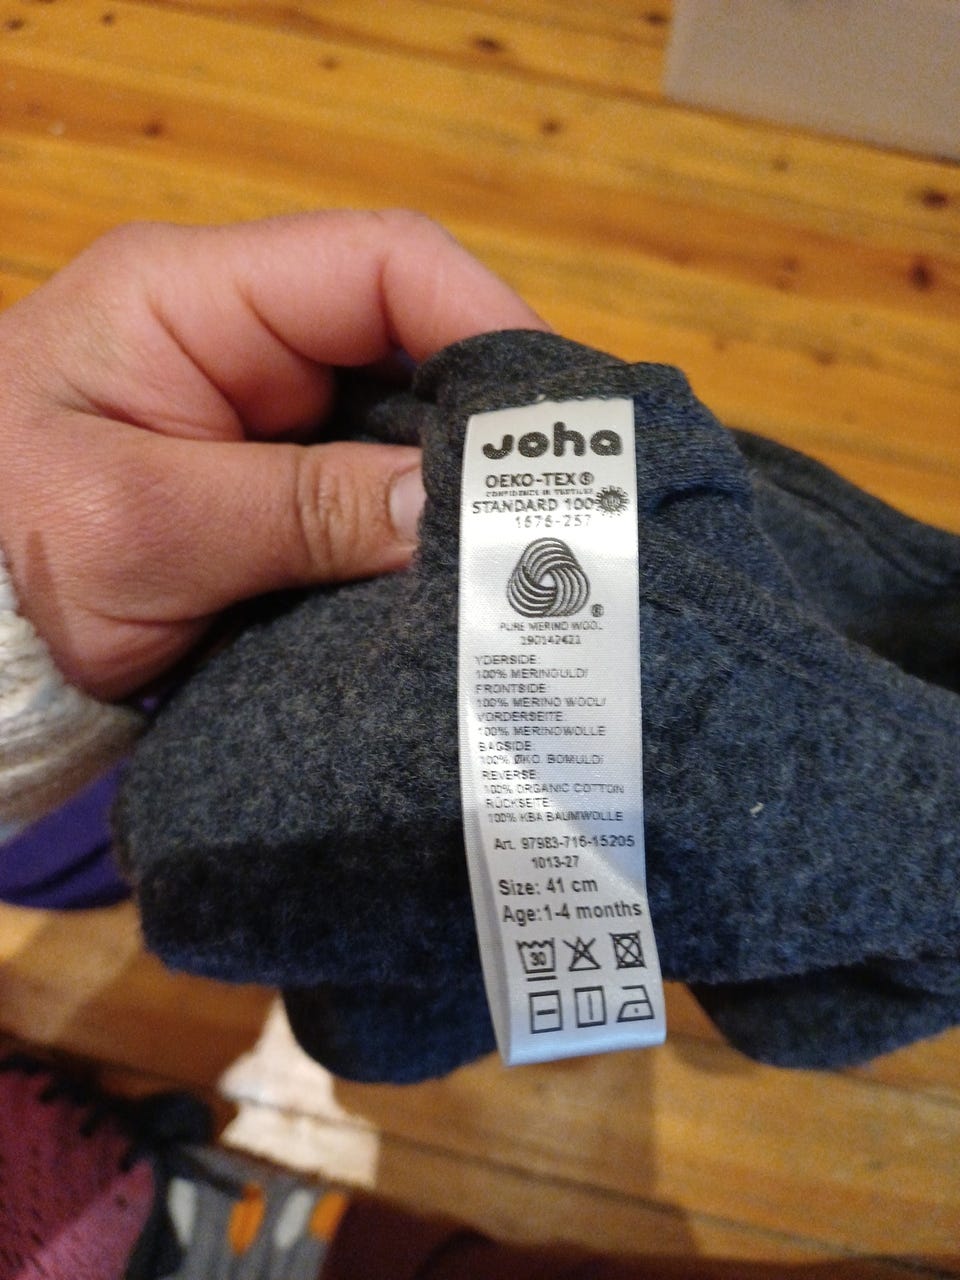 Joha
OEKO-TEX®
CONFIDENCE IN TEXTILES
STANDARD 100
1676-257
®
PURE MERINO WOOL
190142421
YDERSIDE:
100% MERINOULD/
FRONTSIDE:
100% MERINO WOOL/
VORDERSEITE:
100% MERINOWOLLE
BAGSIDE:
100% ØKO. BOMULD/
REVERSE:
100% ORGANIC COTTON
RÜCKSEITE:
100% KBA BAUMWOLLE
Art. 97983-716-15205
1013-27
Size: 41 cm
Age:1-4 months
30